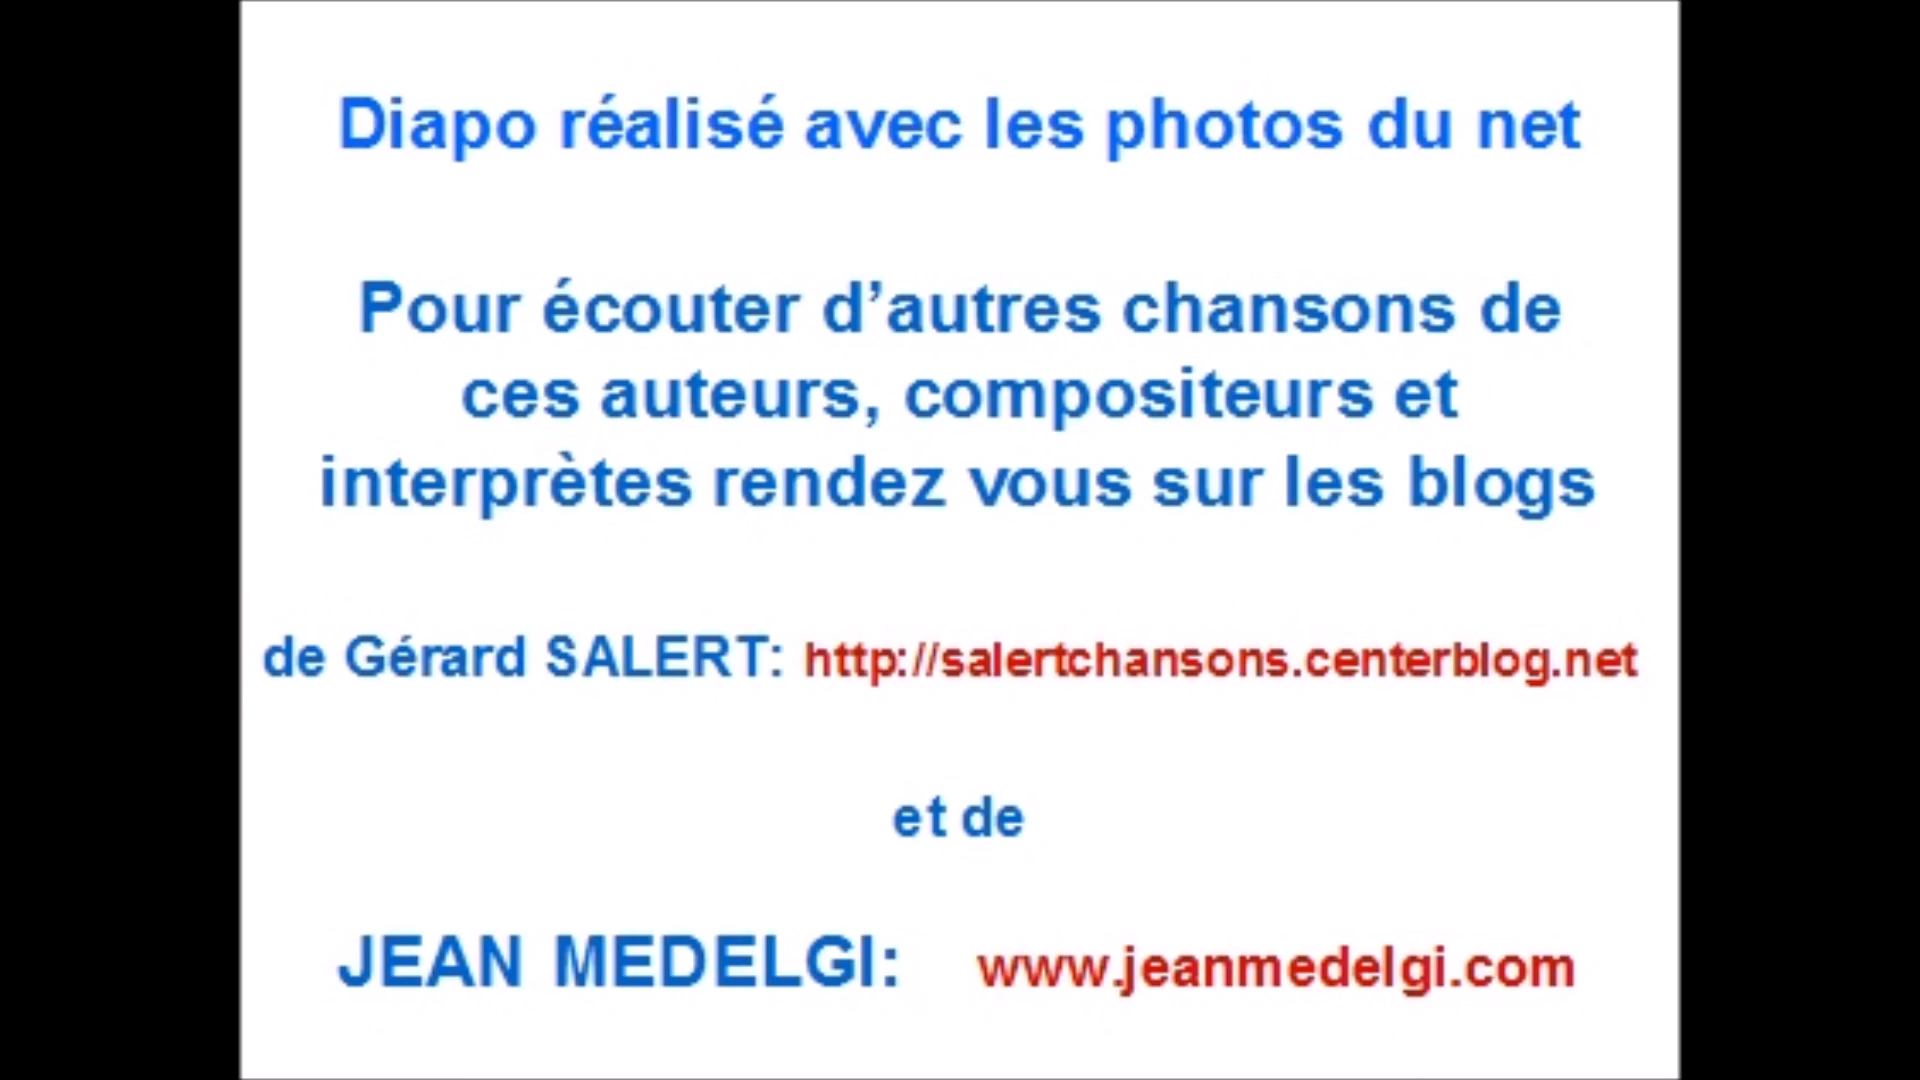 Diapo réalisé avec les photos du net
Pour écouter d’autres chansons de
ces auteurs, compositeurs et
interprètes rendez vous sur les blogs
de Gérard SALERT: http://salertchansons.centerblog.net
et de
JEAN MEDELGI: www.jeanmedelgi.com